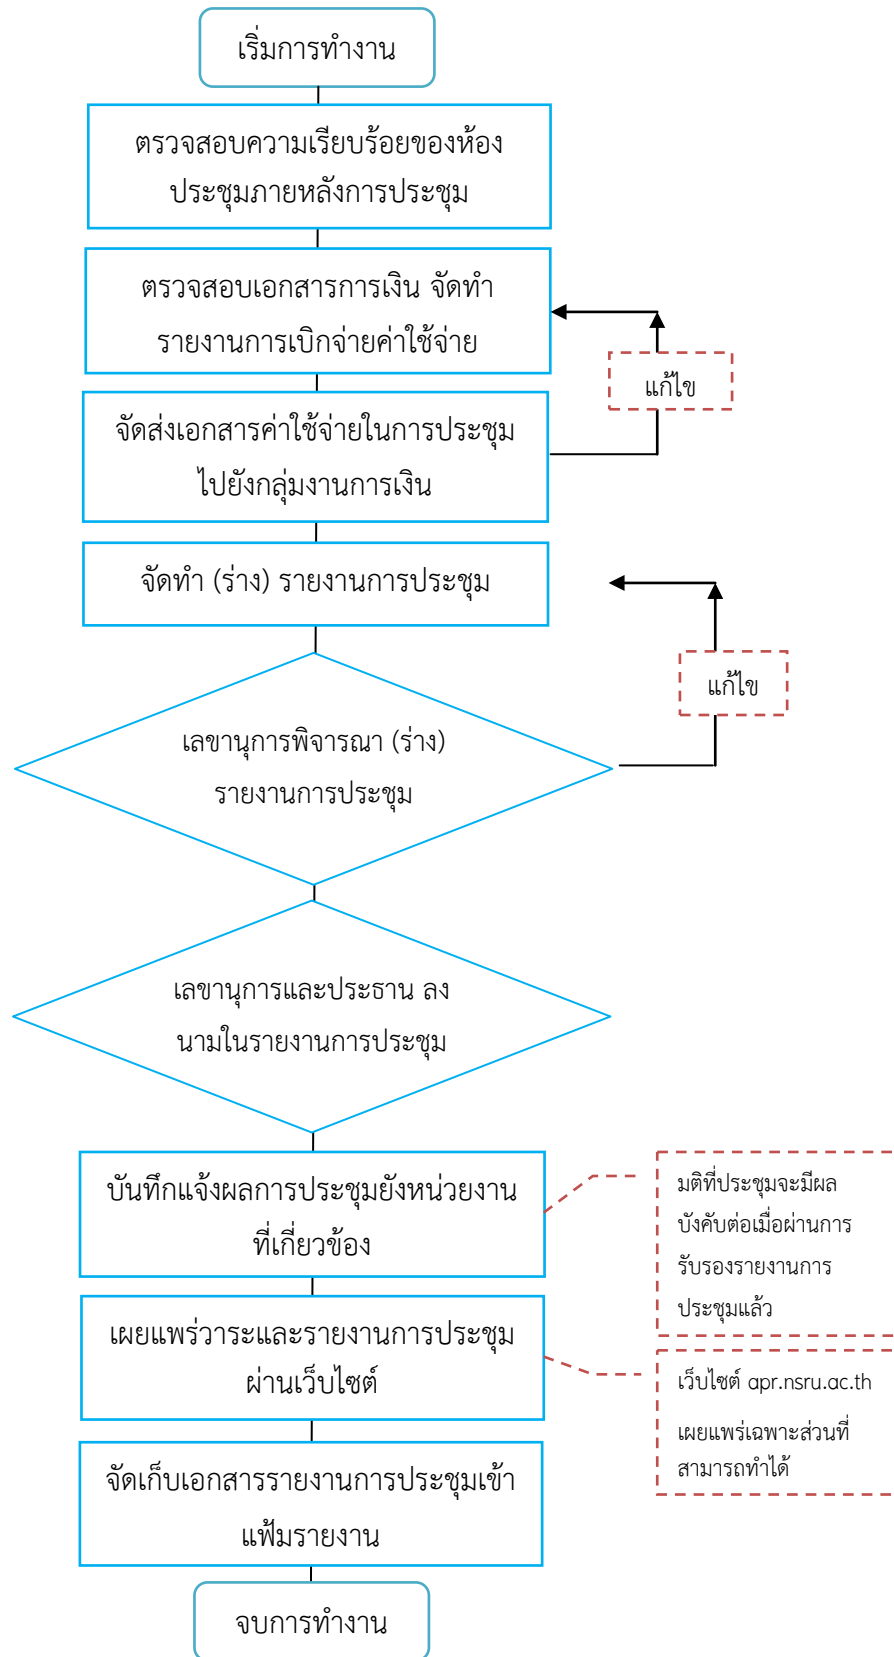 เริ่มการทำงาน
ตรวจสอบความเรียบร้อยของห้อง
ประชุมภายหลังการประชุม
ตรวจสอบเอกสารการเงิน จัดทำ
รายงานการเบิกจ่ายค่าใช้จ่าย
แก้ไข
จัดส่งเอกสารค่าใช้จ่ายในการประชุม
ไปยังกลุ่มงานการเงิน
จัดทำ (ร่าง) รายงานการประชุม
แก้ไข
เลขานุการพิจารณา (ร่าง)
รายงานการประชุม
เลขานุการและประธาน ลง
นามในรายงานการประชุม
บันทึกแจ้งผลการประชุมยังหน่วยงาน
ที่เกี่ยวข้อง
มติที่ประชุมจะมีผล
บังคับต่อเมื่อผ่านการ
รับรองรายงานการ
ประชุมแล้ว
เผยแพร่วาระและรายงานการประชุม
ผ่านเว็บไซต์
เว็บไซต์ apr.nsru.ac.th
เผยแพร่เฉพาะส่วนที่
สามารถทำได้
จัดเก็บเอกสารรายงานการประชุมเข้า
แฟ้มรายงาน
จบการทำงาน